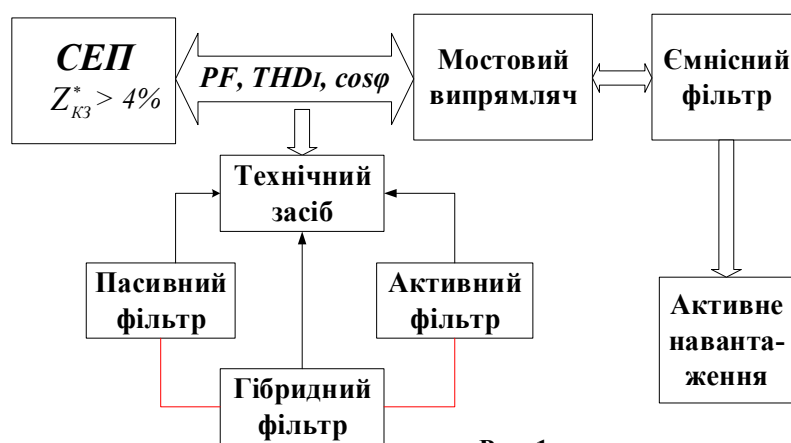 СЕП
Z*КЗ > 4%
PF, THDI, cosφ
Мостовий
випрямляч
Ємнісний
фільтр
Технічний
засіб
Пасивний
фільтр
Активний
фільтр
Активне
наванта-
ження
Гібридний
фільтр